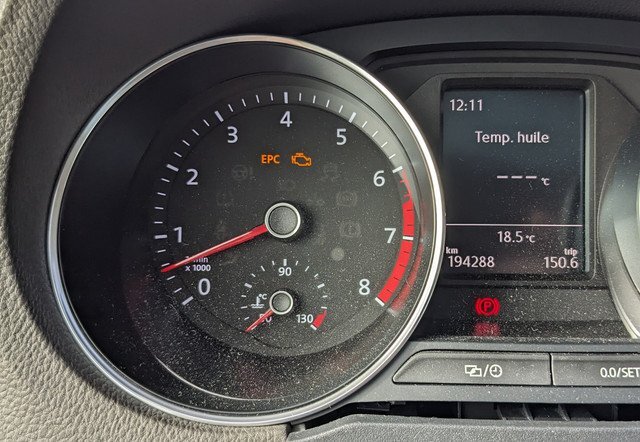 4
3
5
2
6
1
7
0
8
EPC
1/min
x 1000
90
°C
50
130
12:11
Temp. huile
--- °C
18.5°C
km
trip
194288
150.6
P
0.0/SET